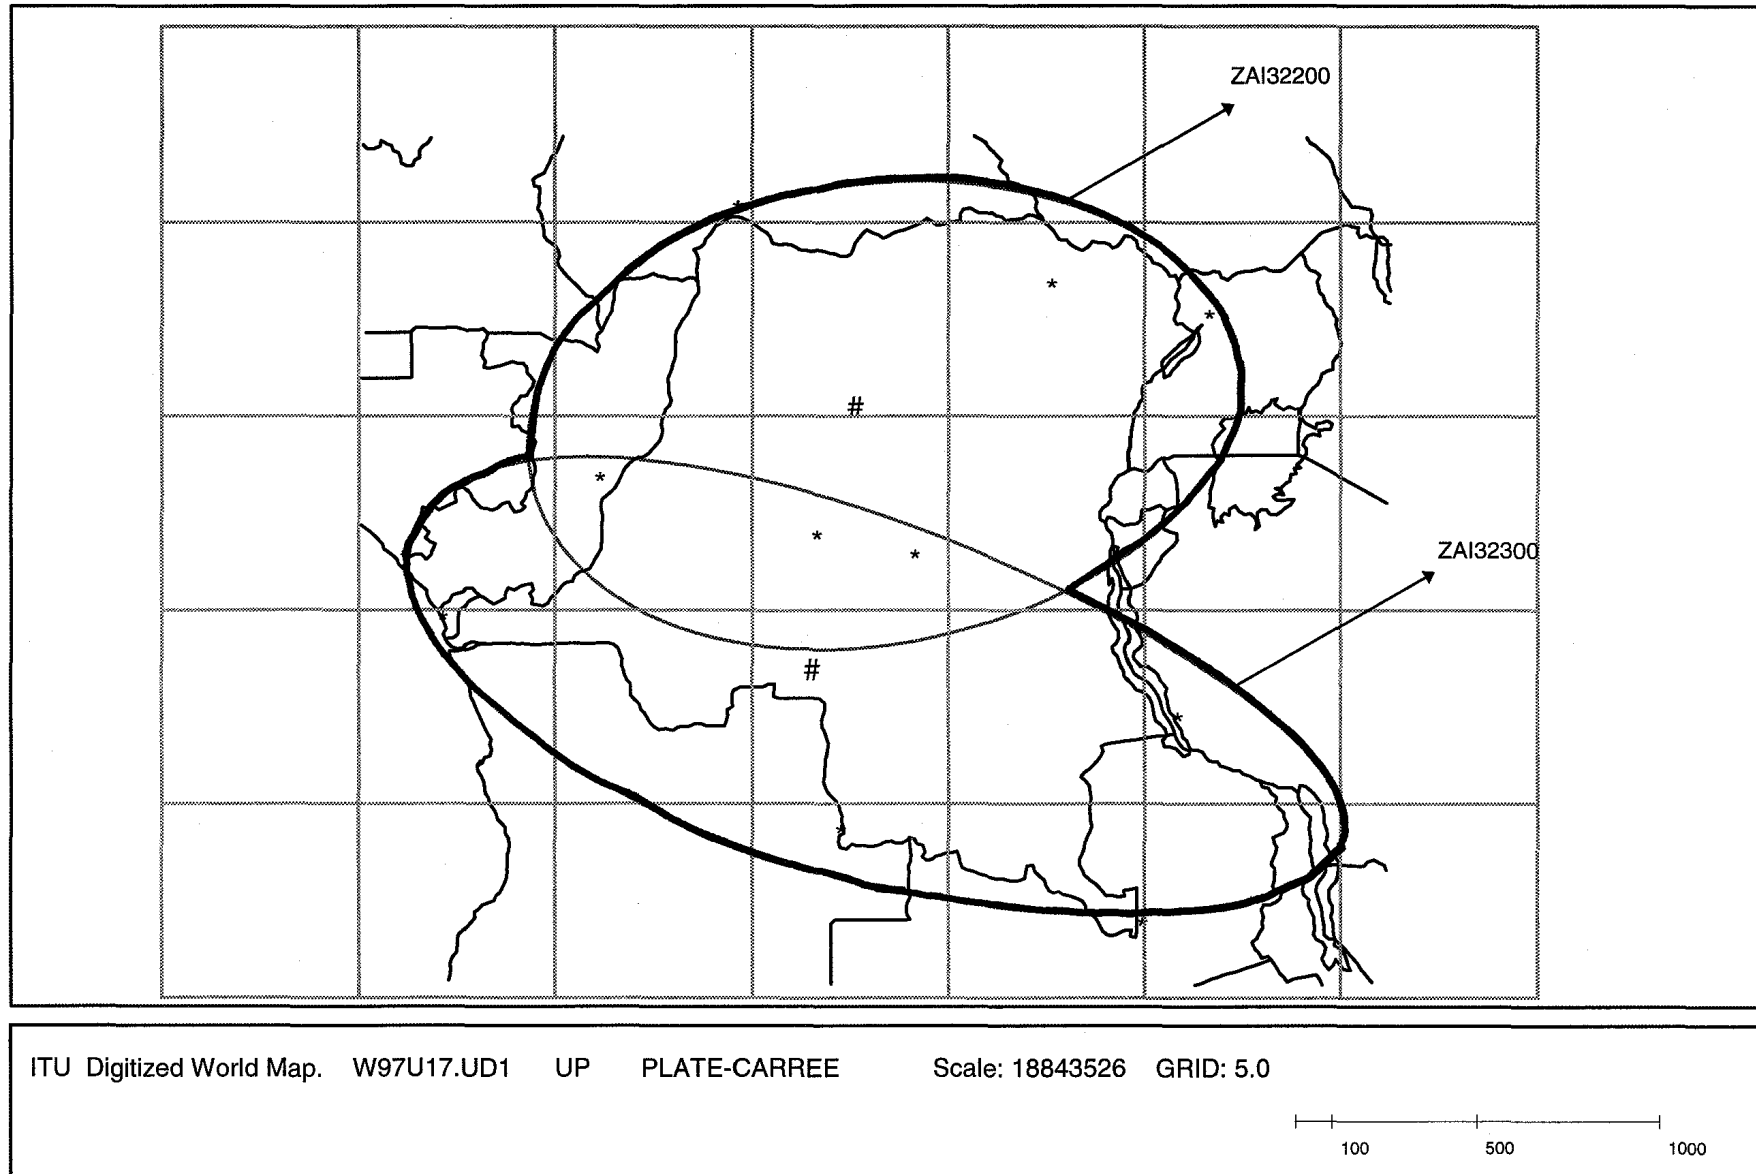 ZAI32200
ZAI32300
ITU Digitized World Map. W97U17.UD1 UP PLATE-CARREE Scale: 18843526 GRID: 5.0
100 500 1000